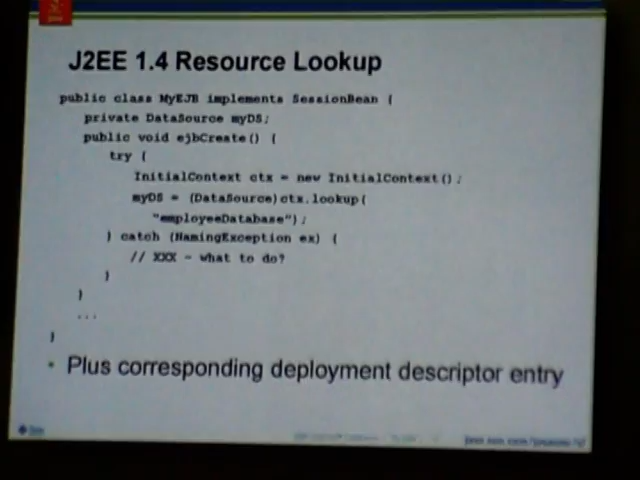 J2EE 1.4 Resource Lookup
public class MyEJB implements SessionBean {
private DataSource myDS;
public void ejbCreate() {
try {
InitialContext ctx = new InitialContext();
myDS = (DataSource)ctx.lookup(
"employeeDatabase");
} catch (NamingException ex) {
// XXX - what to do?
}
}
...
}
• Plus corresponding deployment descriptor entry